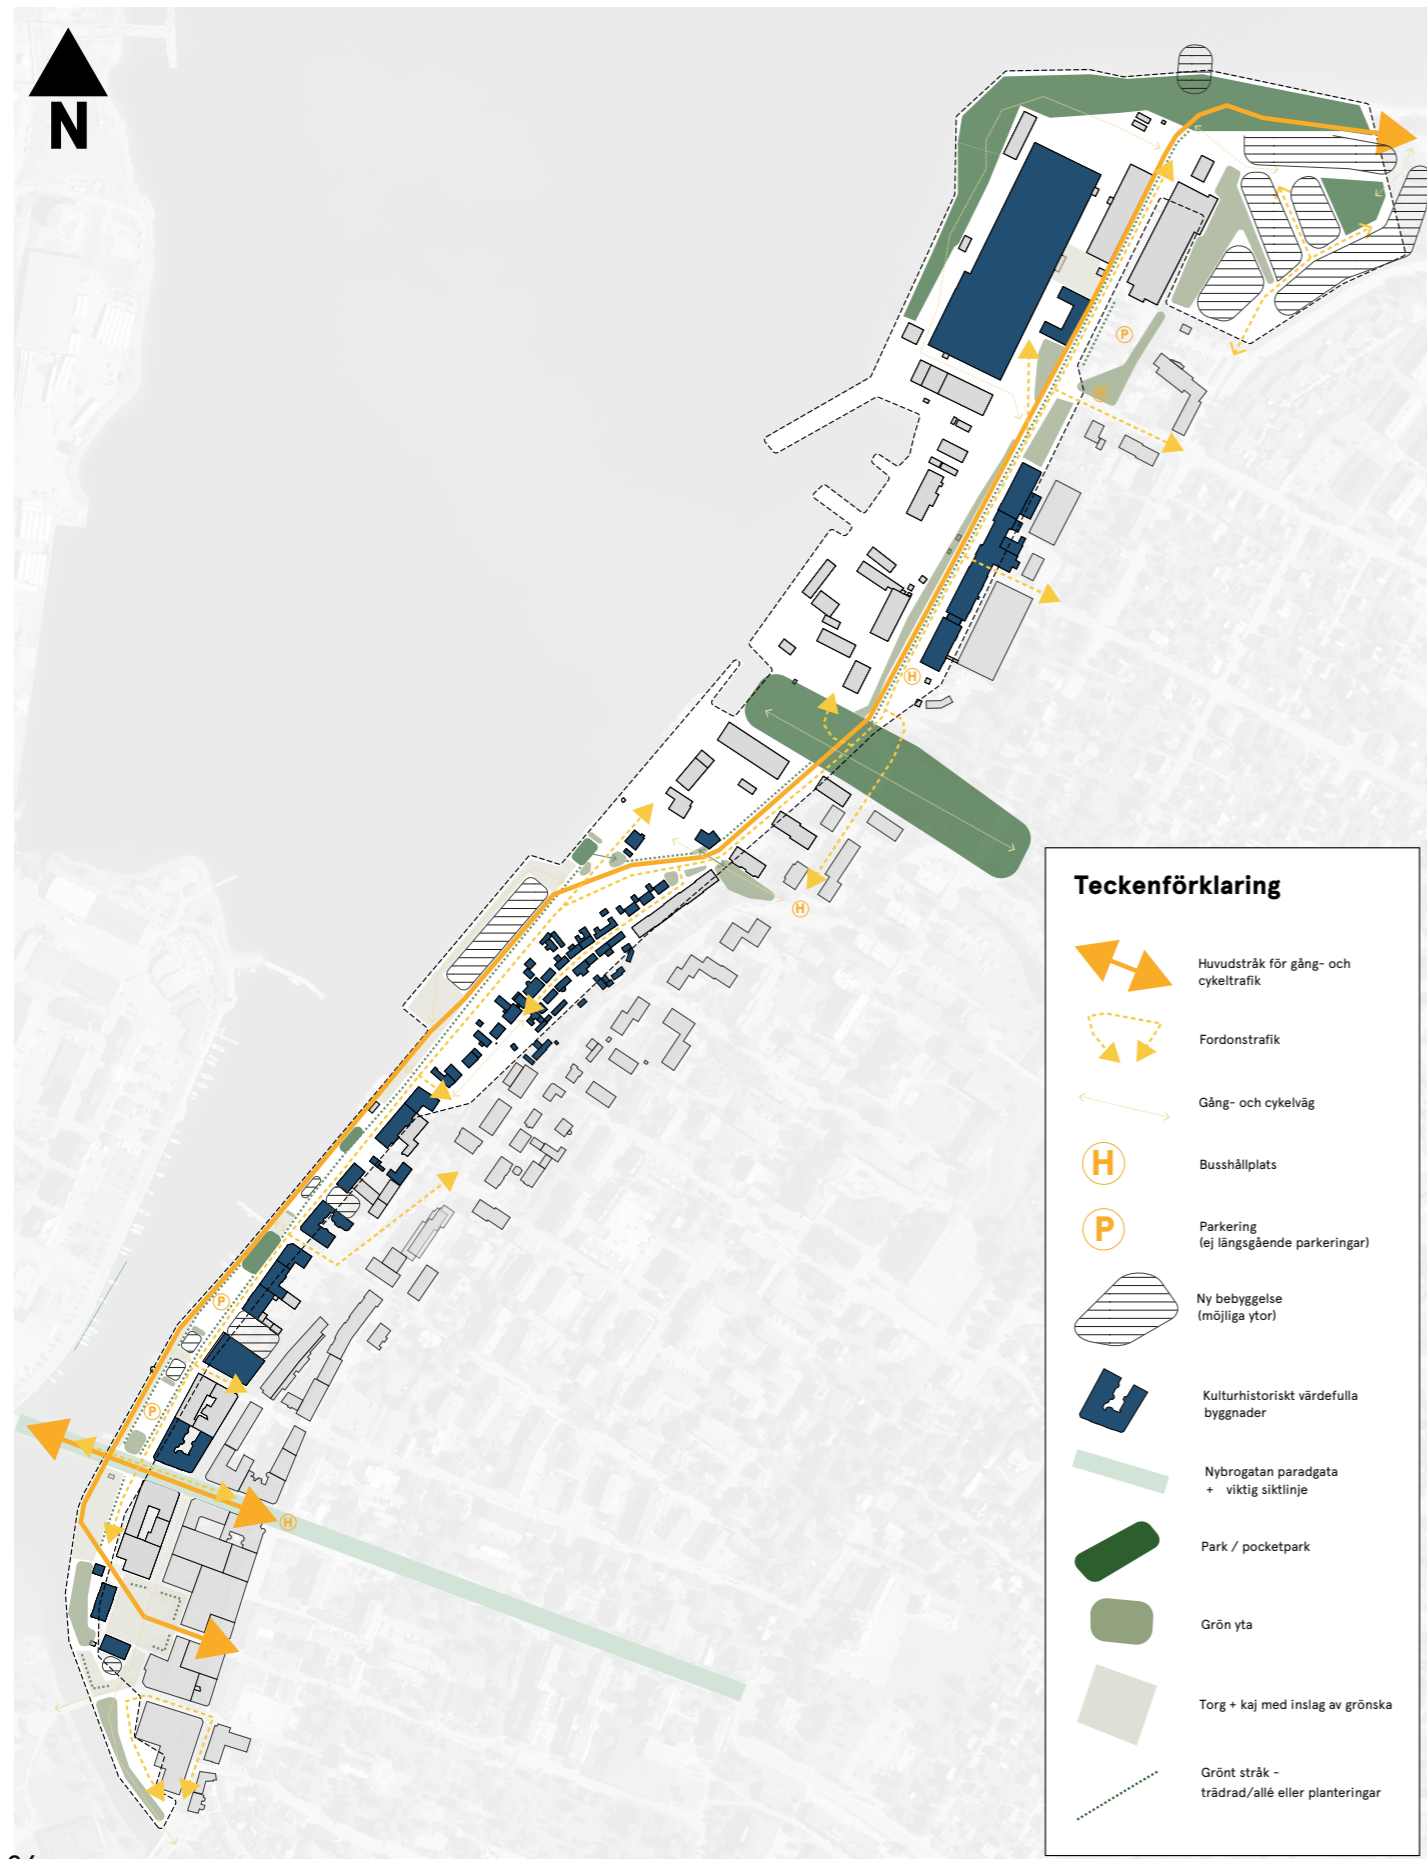 N
P
H
H
H
P
P
H
Teckenförklaring
Huvudstråk för gång- och
cykeltrafik
Fordonstrafik
Gång- och cykelväg
H
Busshållplats
P
Parkering
(ej längsgående parkeringar)
Ny bebyggelse
(möjliga ytor)
Kulturhistoriskt värdefulla
byggnader
Nybrogatan paradgata
+ viktig siktlinje
Park / pocketpark
Grön yta
Torg + kaj med inslag av grönska
Grönt stråk -
trädrad/allé eller planteringar